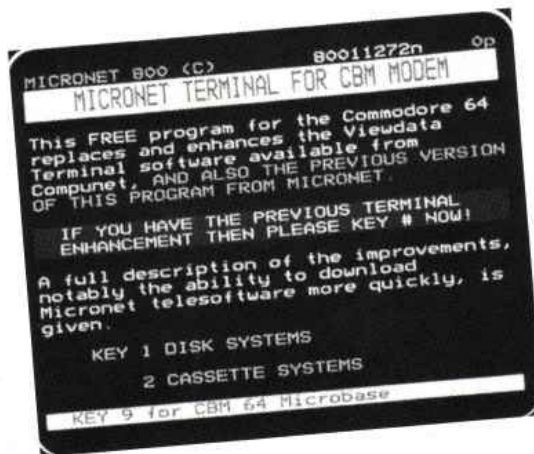 MICRONET 800 (C) 80011272n 0p
MICRONET TERMINAL FOR CBM MODEM
This FREE program for the Commodore 64
replaces and enhances the Viewdata
Terminal software available from
Compunet, AND ALSO THE PREVIOUS VERSION
OF THIS PROGRAM FROM MICRONET.
IF YOU HAVE THE PREVIOUS TERMINAL
ENHANCEMENT THEN PLEASE KEY # NOW!
A full description of the improvements,
notably the ability to download
Micronet telesoftware more quickly, is
given.
KEY 1 DISK SYSTEMS
2 CASSETTE SYSTEMS
KEY 9 for CBM 64 Microbase